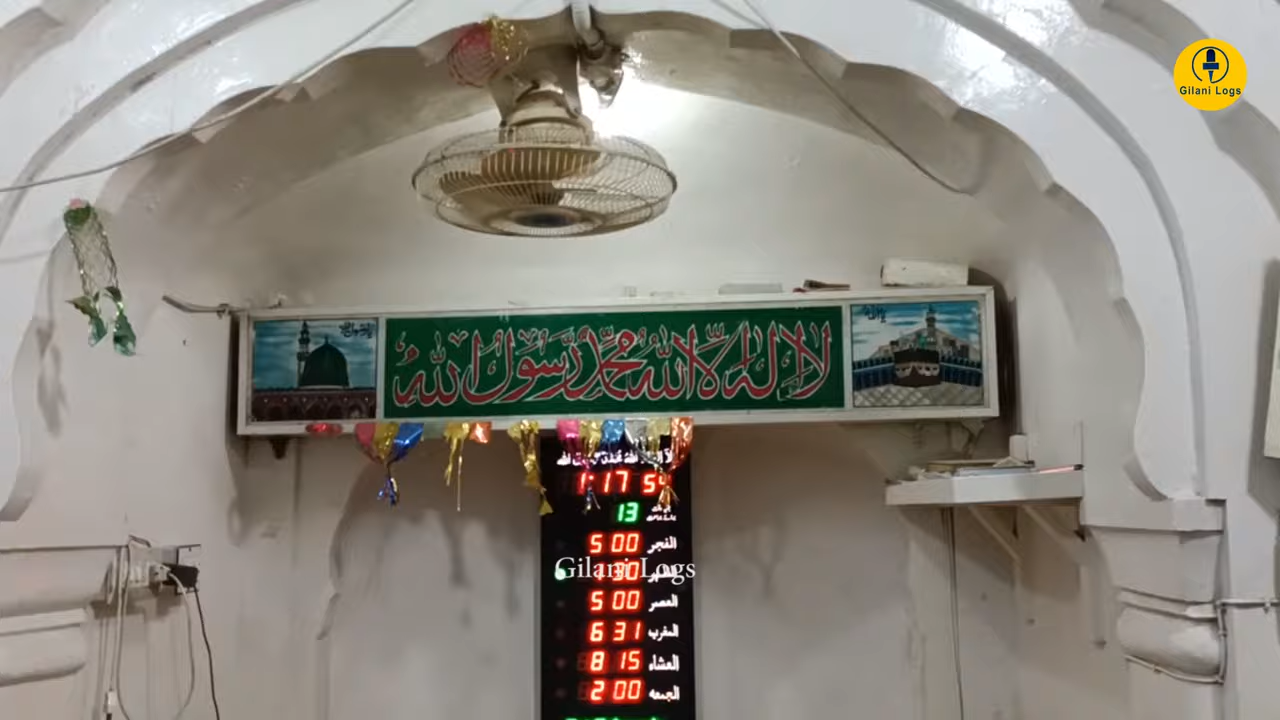 Gilani Logs
لا اله الا الله محمد رسول الله
1:17 54
13
5 00 الفجر
Gilani Logs
5 00 العصر
6 31 المغرب
8 15 العشاء
2 00 الجمعه